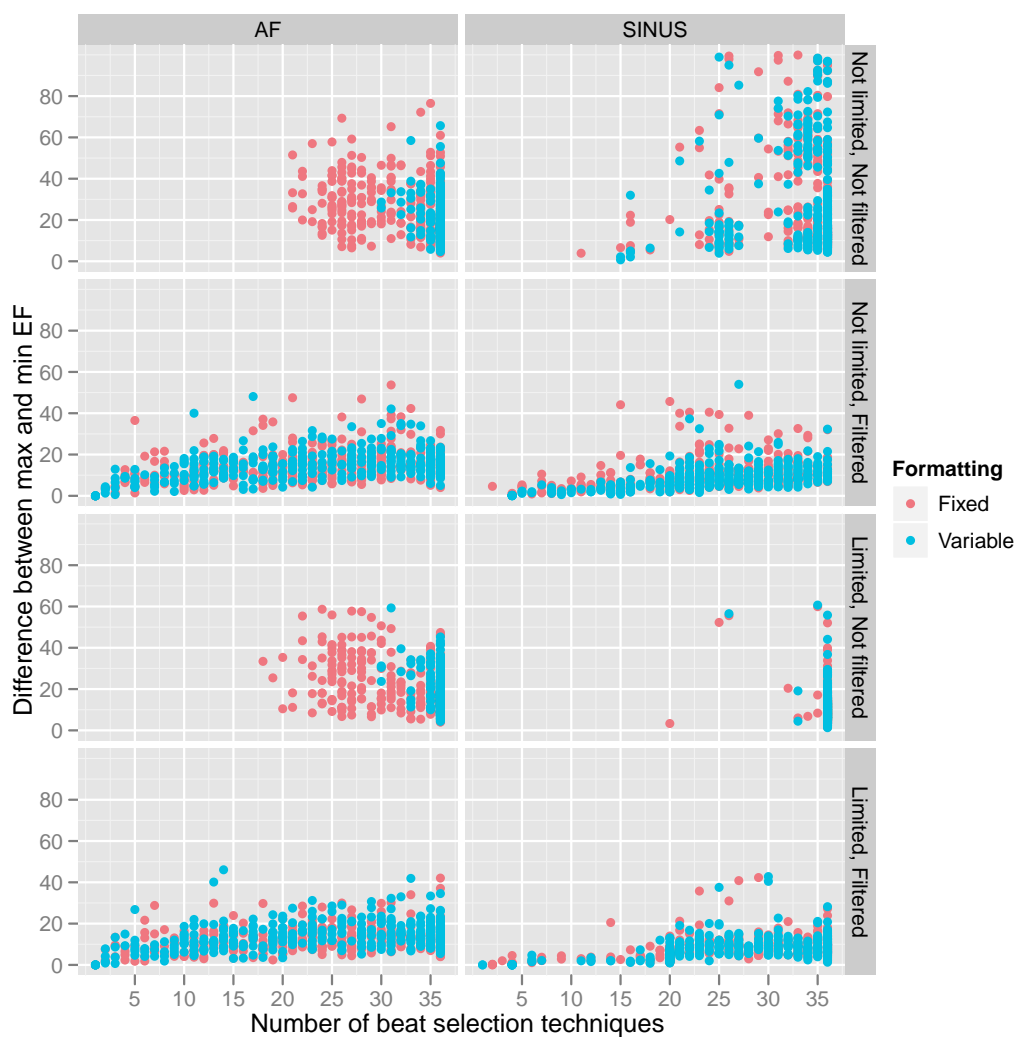 AF
SINUS
80
60
40
20
0
Not limited, Not filtered
80
60
40
20
0
Not limited, Filtered
80
60
40
20
0
Limited, Not filtered
80
60
40
20
0
Limited, Filtered
Difference between max and min EF
5 10 15 20 25 30 35
5 10 15 20 25 30 35
Number of beat selection techniques
Formatting
Fixed
Variable